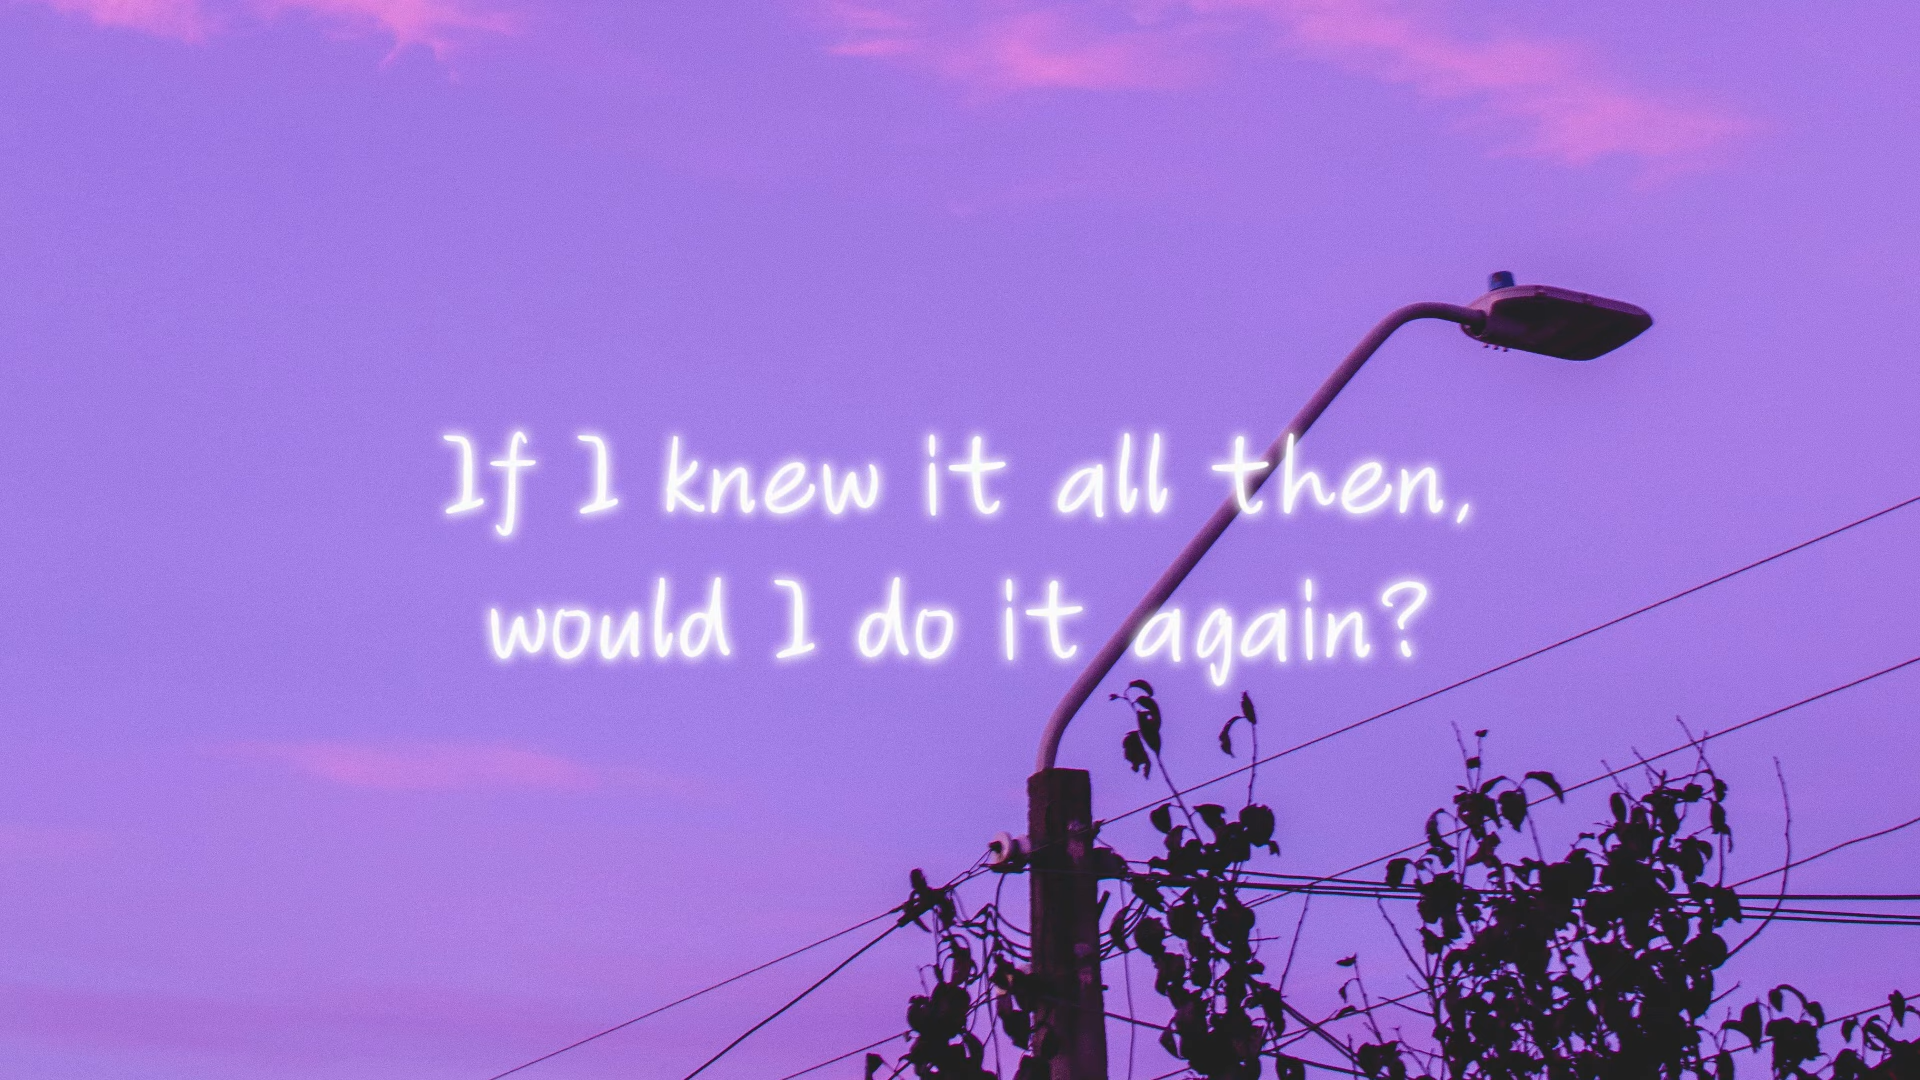 If I knew it all then,
would I do it again?